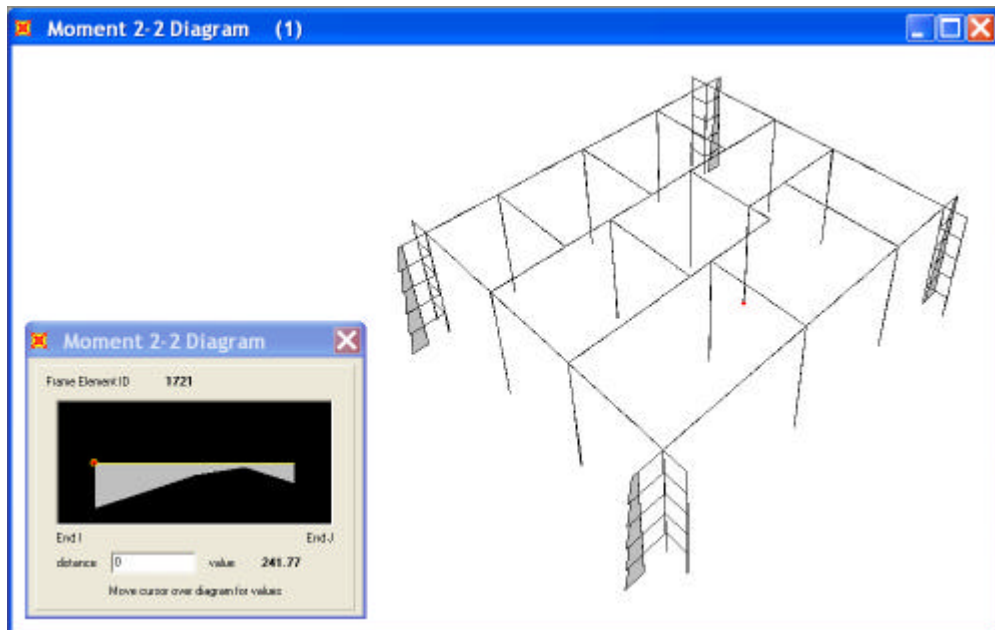 Moment 2-2 Diagram (1)
Moment 2-2 Diagram
Frame Element ID 1721
End I End J
distance 0 value 241.77
Move cursor over diagram for values